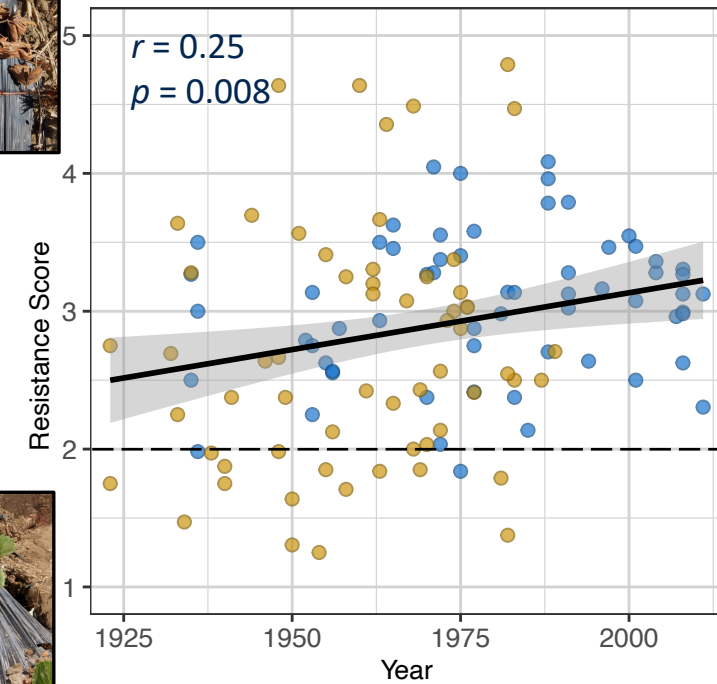 r = 0.25
p = 0.008
5
4
3
2
1
Resistance Score
1925 1950 1975 2000
Year